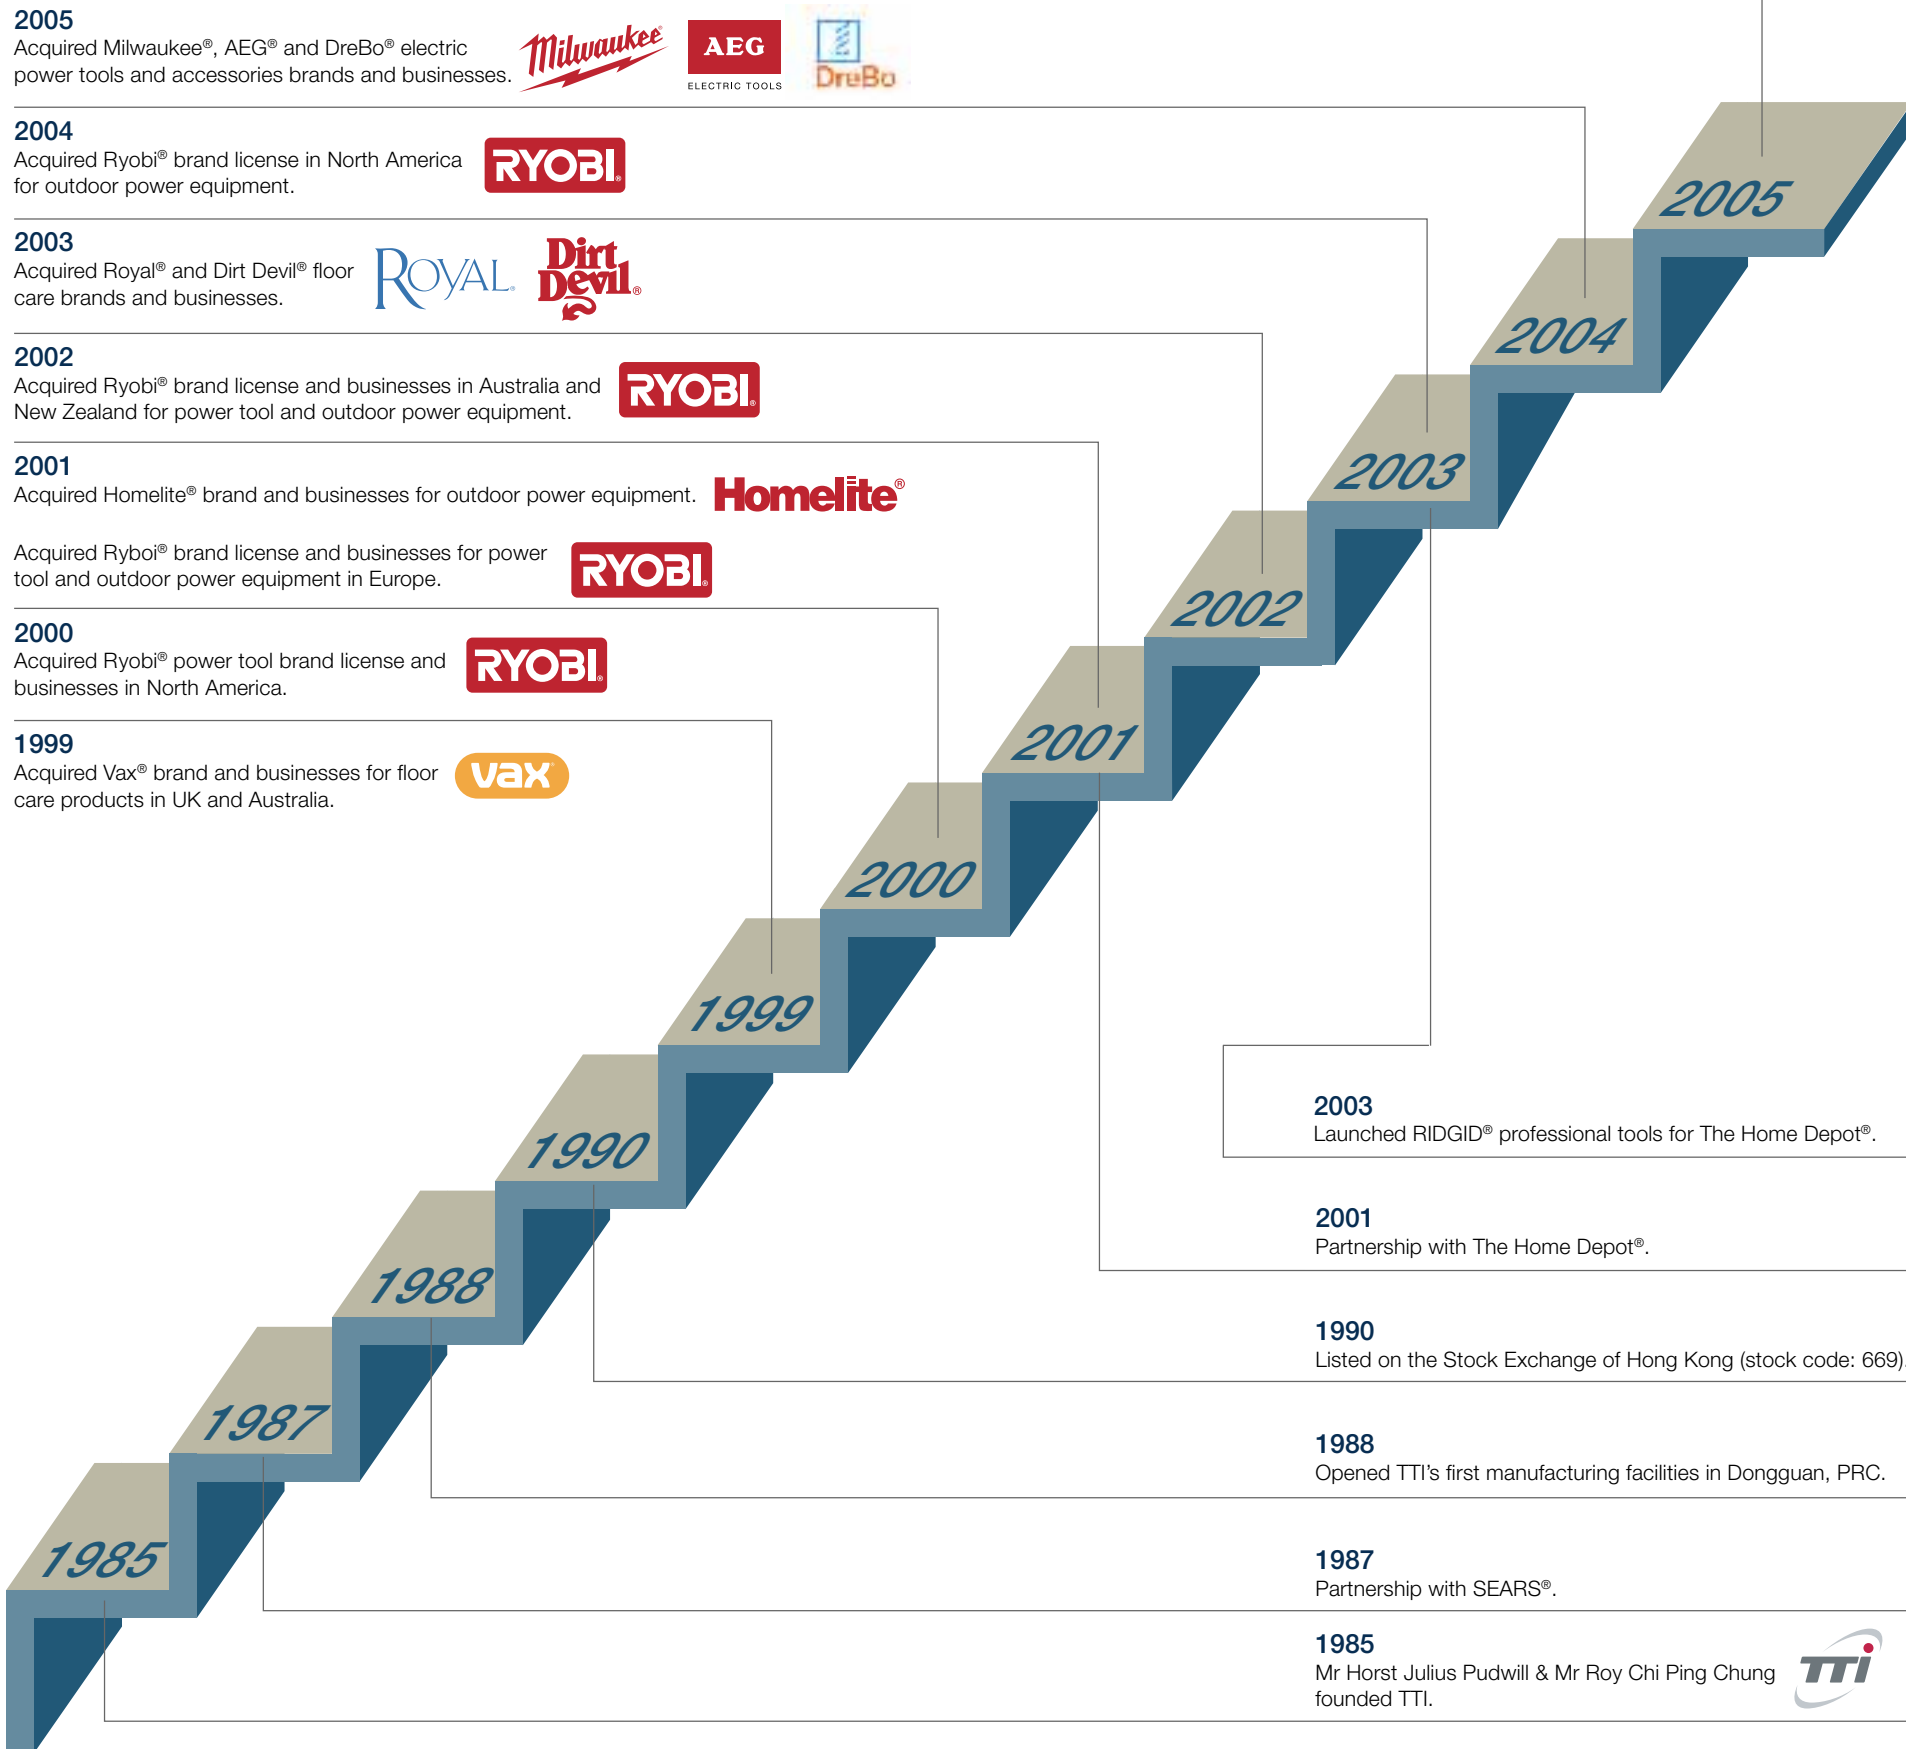 2005
Acquired Milwaukee®, AEG® and DreBo® electric
power tools and accessories brands and businesses.
Milwaukee®
AEG
ELECTRIC TOOLS
DreBo
2004
Acquired Ryobi® brand license in North America
for outdoor power equipment.
RYOBI®
2003
Acquired Royal® and Dirt Devil® floor
care brands and businesses.
ROYAL®
Dirt
Devil®
2002
Acquired Ryobi® brand license and businesses in Australia and
New Zealand for power tool and outdoor power equipment.
RYOBI®
2001
Acquired Homelite® brand and businesses for outdoor power equipment.
Homelite®
Acquired Ryboi® brand license and businesses for power
tool and outdoor power equipment in Europe.
RYOBI®
2000
Acquired Ryobi® power tool brand license and
businesses in North America.
RYOBI®
1999
Acquired Vax® brand and businesses for floor
care products in UK and Australia.
vax
2005
2004
2003
2002
2001
2000
1999
1990
1988
1987
1985
2003
Launched RIDGID® professional tools for The Home Depot®.
2001
Partnership with The Home Depot®.
1990
Listed on the Stock Exchange of Hong Kong (stock code: 669).
1988
Opened TTI’s first manufacturing facilities in Dongguan, PRC.
1987
Partnership with SEARS®.
1985
Mr Horst Julius Pudwill & Mr Roy Chi Ping Chung
founded TTI.
TTi